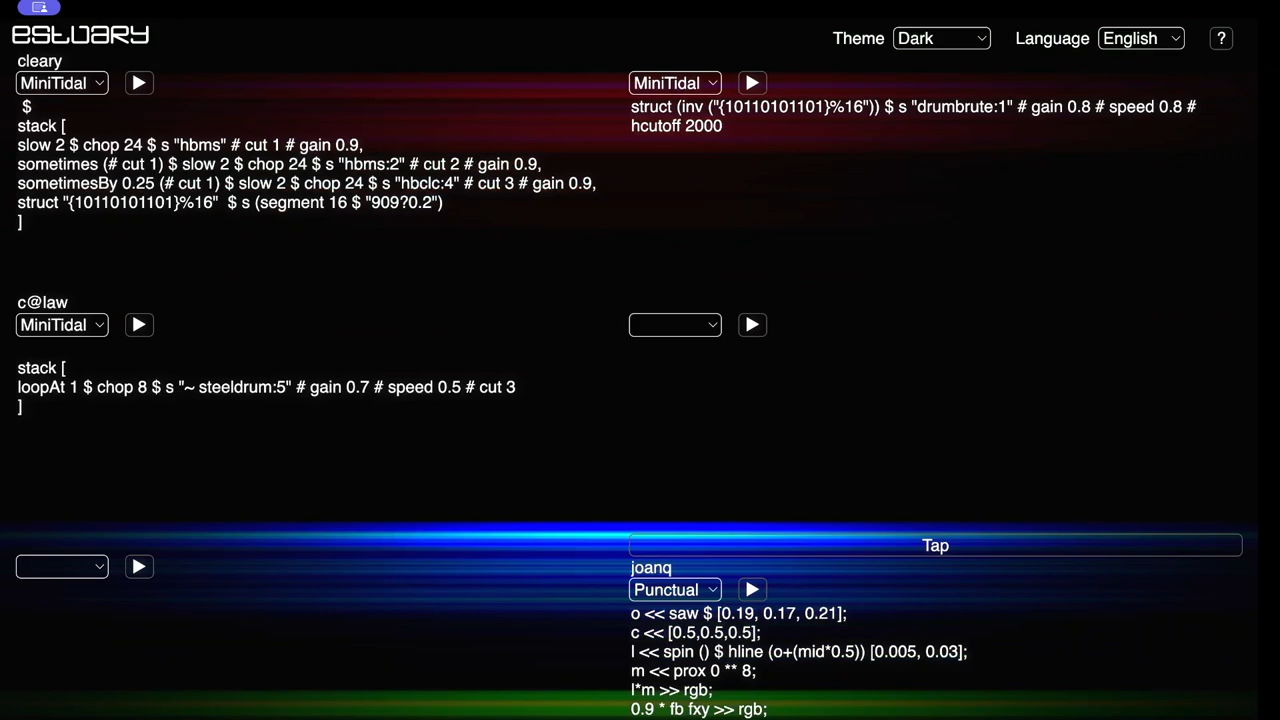 estuary
Theme Dark Language English ?
cleary
MiniTidal
$
stack [
slow 2 $ chop 24 $ s "hbms" # cut 1 # gain 0.9,
sometimes (# cut 1) $ slow 2 $ chop 24 $ s "hbms:2" # cut 2 # gain 0.9,
sometimesBy 0.25 (# cut 1) $ slow 2 $ chop 24 $ s "hbclc:4" # cut 3 # gain 0.9,
struct "{10110101101}%16"  $ s (segment 16 $ "909?0.2")
]
MiniTidal
struct (inv ("{10110101101}%16")) $ s "drumbrute:1" # gain 0.8 # speed 0.8 #
hcutoff 2000
c@law
MiniTidal
stack [
loopAt 1 $ chop 8 $ s "~ steeldrum:5" # gain 0.7 # speed 0.5 # cut 3
]
Tap
joanq
Punctual
o << saw $ [0.19, 0.17, 0.21];
c << [0.5,0.5,0.5];
l << spin () $ hline (o+(mid*0.5)) [0.005, 0.03];
m << prox 0 ** 8;
l*m >> rgb;
0.9 * fb fxy >> rgb;